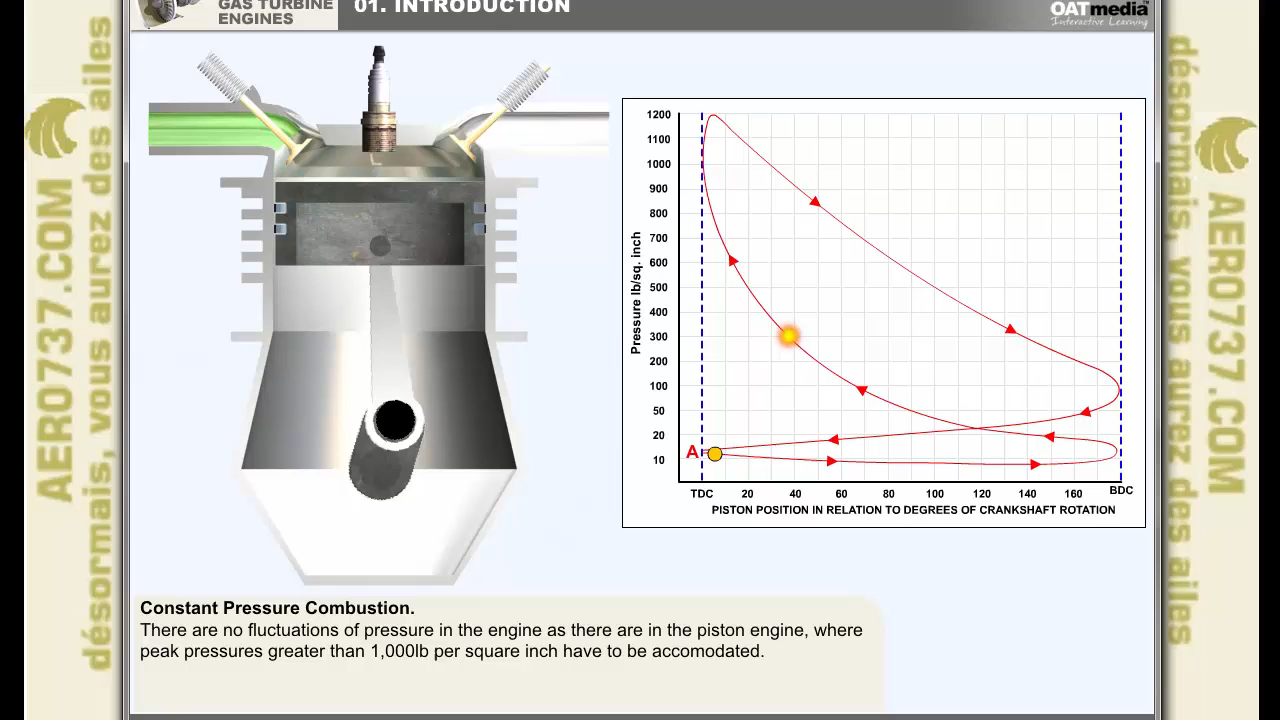 GAS TURBINE
ENGINES
01. INTRODUCTION
OATmedia
Interactive Learning
désormais, vous aurez des ailes
AERO737.COM
désormais, vous aurez des ailes
AERO737.COM
1200
1100
1000
900
800
700
600
500
400
300
200
100
50
20
10
Pressure lb/sq. inch
A
TDC 20 40 60 80 100 120 140 160 BDC
PISTON POSITION IN RELATION TO DEGREES OF CRANKSHAFT ROTATION
Constant Pressure Combustion.
There are no fluctuations of pressure in the engine as there are in the piston engine, where
peak pressures greater than 1,000lb per square inch have to be accomodated.